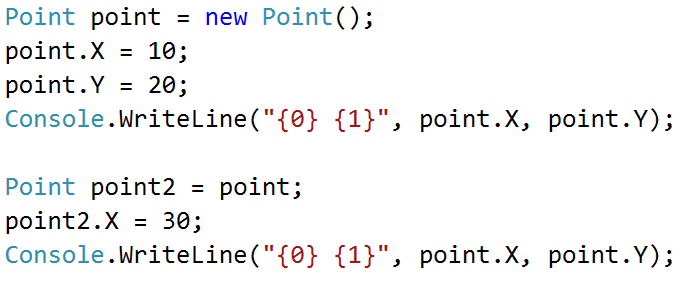 Point point = new Point();
point.X = 10;
point.Y = 20;
Console.WriteLine("{0} {1}", point.X, point.Y);
Point point2 = point;
point2.X = 30;
Console.WriteLine("{0} {1}", point.X, point.Y);